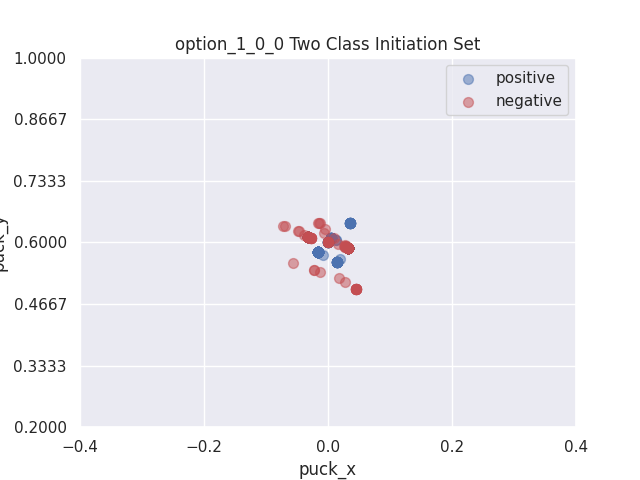 option_1_0_0 Two Class Initiation Set
positive
negative
1.0000
0.8667
0.7333
0.6000
0.4667
0.3333
0.2000
puck_y
−0.4
−0.2
0.0
0.2
0.4
puck_x